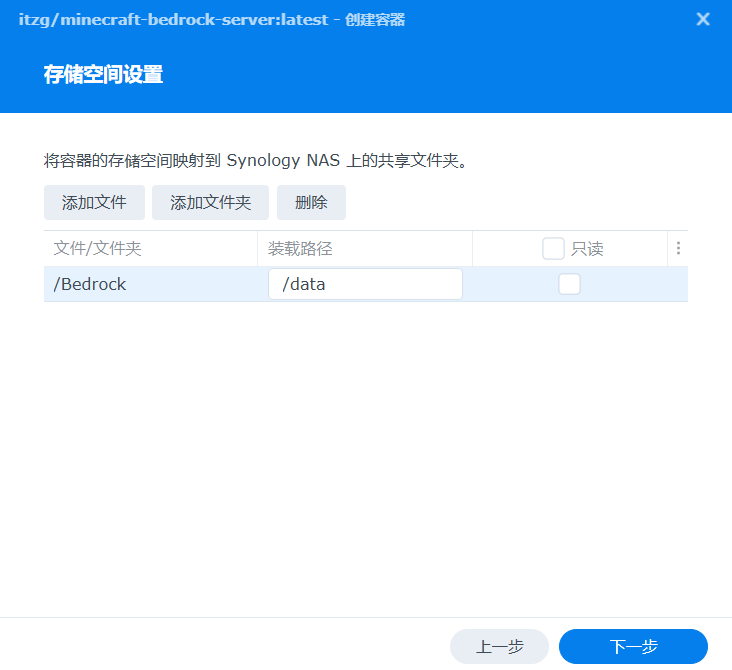 itzg/minecraft-bedrock-server:latest - 创建容器
存储空间设置
将容器的存储空间映射到 Synology NAS 上的共享文件夹。
添加文件 添加文件夹 删除
文件/文件夹 装载路径 只读
/Bedrock /data
上一步 下一步